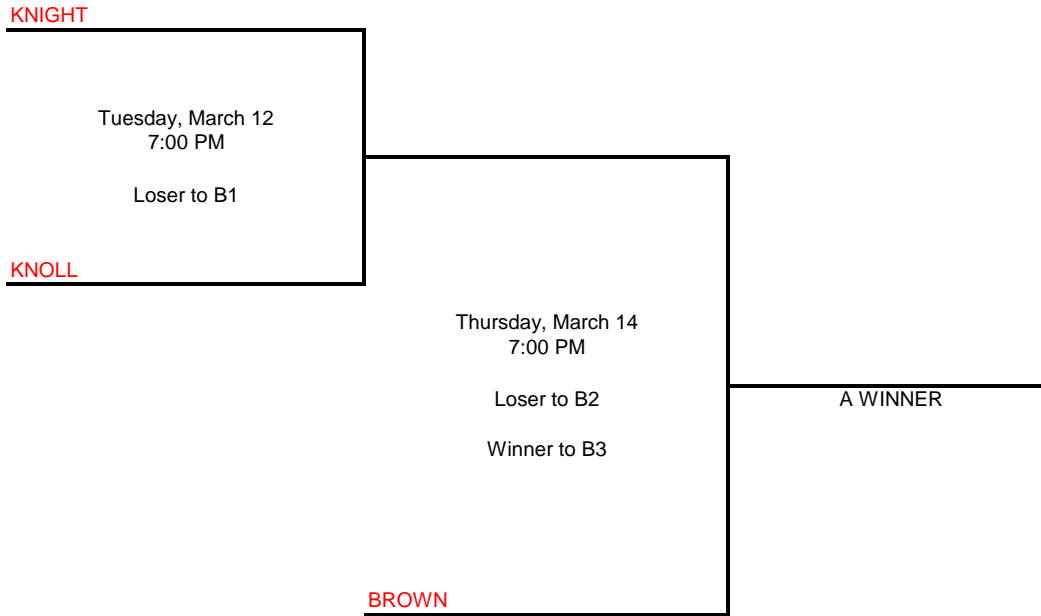 KNIGHT
Tuesday, March 12
7:00 PM
Loser to B1
KNOLL
Thursday, March 14
7:00 PM
Loser to B2
A WINNER
Winner to B3
BROWN